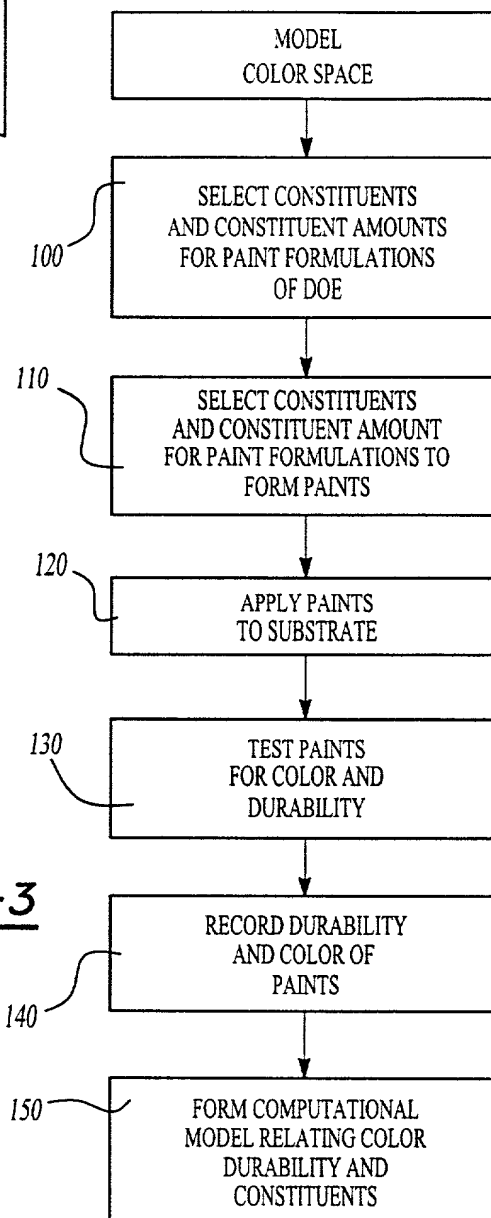 MODEL
COLOR SPACE
100
SELECT CONSTITUENTS
AND CONSTITUENT AMOUNTS
FOR PAINT FORMULATIONS
OF DOE
110
SELECT CONSTITUENTS
AND CONSTITUENT AMOUNT
FOR PAINT FORMULATIONS TO
FORM PAINTS
120
APPLY PAINTS
TO SUBSTRATE
130
TEST PAINTS
FOR COLOR AND
DURABILITY
-3
RECORD DURABILITY
AND COLOR OF
PAINTS
140
150
FORM COMPUTATIONAL
MODEL RELATING COLOR
DURABILITY AND
CONSTITUENTS